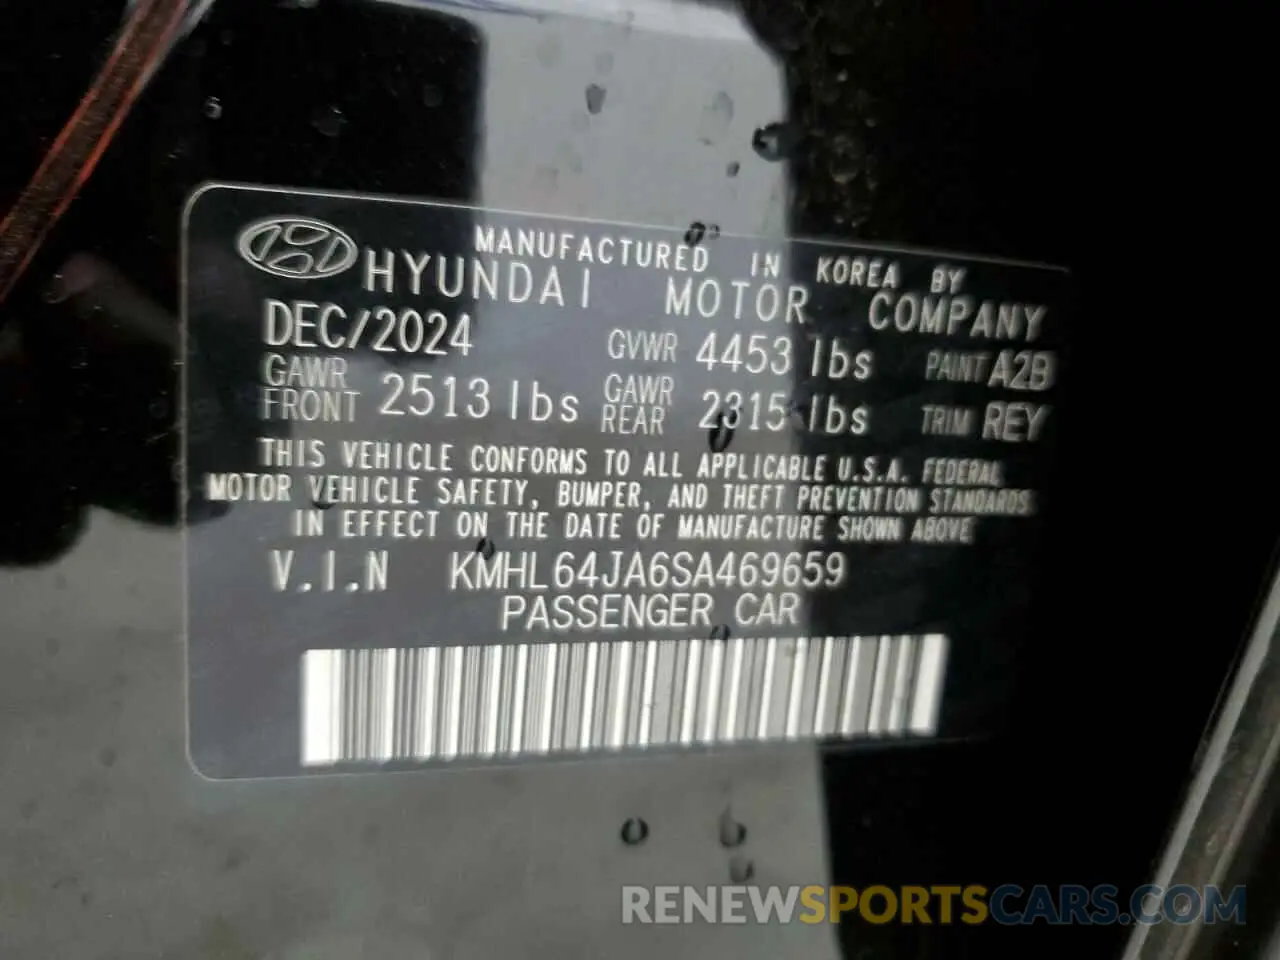 MANUFACTURED IN KOREA BY
HYUNDAI MOTOR COMPANY
DEC/2024 GVWR 4453 lbs PAINT A2B
GAWR FRONT 2513 lbs GAWR REAR 2315 lbs TRIM REY
THIS VEHICLE CONFORMS TO ALL APPLICABLE U.S.A. FEDERAL
MOTOR VEHICLE SAFETY, BUMPER, AND THEFT PREVENTION STANDARDS
IN EFFECT ON THE DATE OF MANUFACTURE SHOWN ABOVE
V.I.N KMHL64JA6SA469659
PASSENGER CAR
RENEWSPORTSCARS.COM